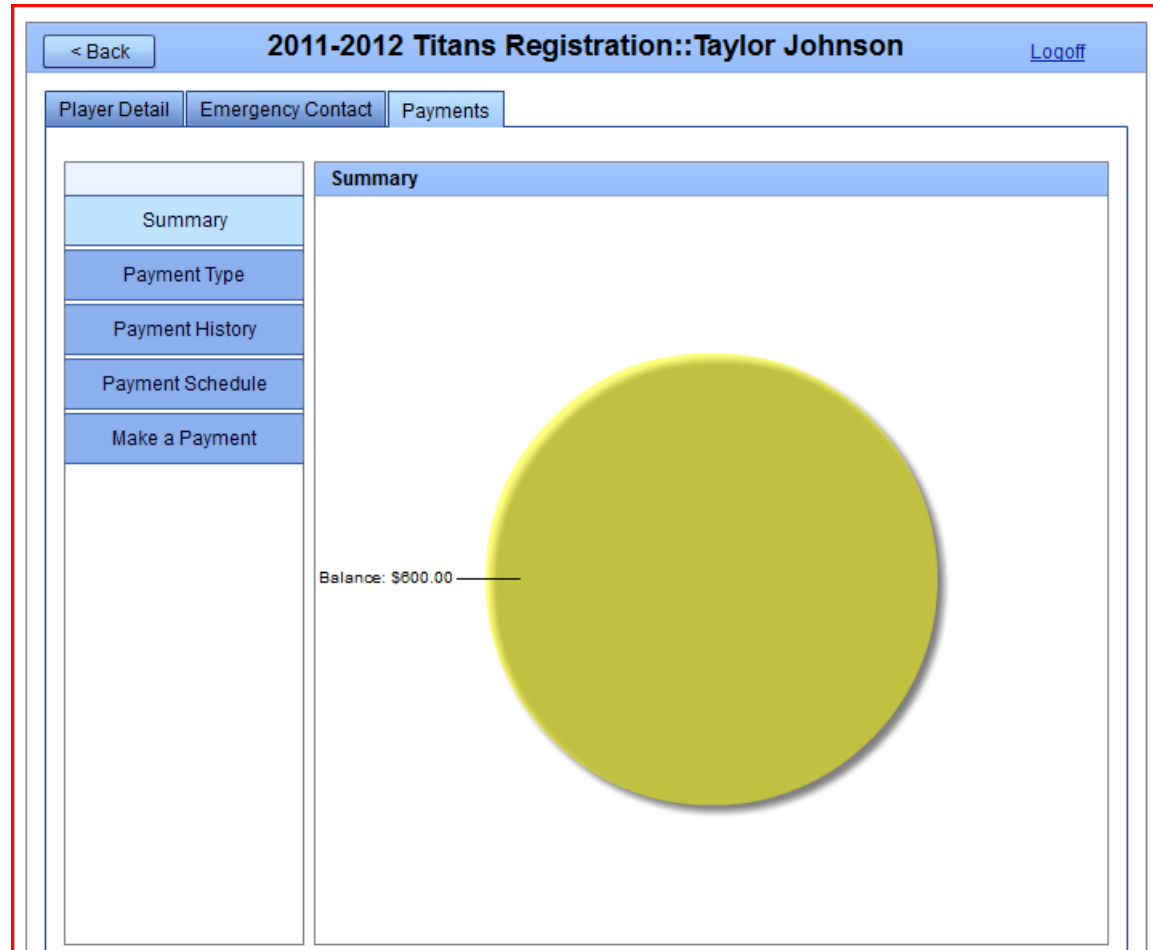 < Back
2011-2012 Titans Registration::Taylor Johnson
Logoff
Player Detail
Emergency Contact
Payments
Summary
Summary
Payment Type
Payment History
Payment Schedule
Make a Payment
Balance: $600.00